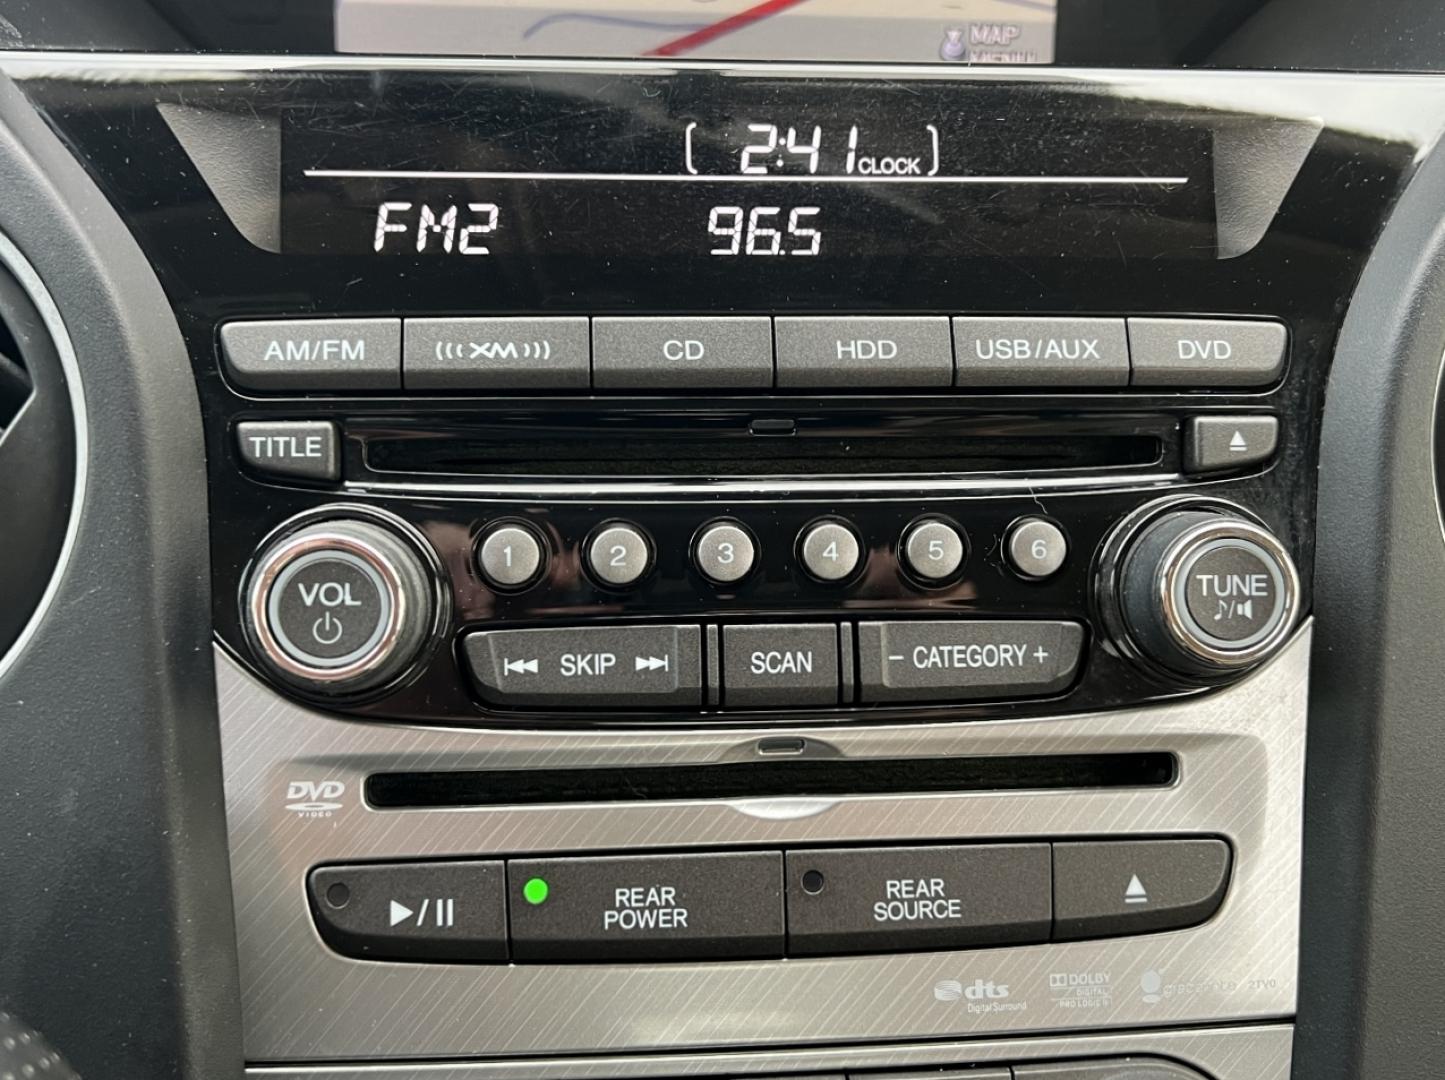 MAP
2:41 CLOCK
FM2 96.5
AM/FM XM CD HDD USB/AUX DVD
TITLE
1 2 3 4 5 6
VOL TUNE
SKIP SCAN - CATEGORY +
DVD
VIDEO
REAR POWER REAR SOURCE
dts DOLBY
Digital Surround DIGITAL
PRO LOGIC II
gracenote 2TV0